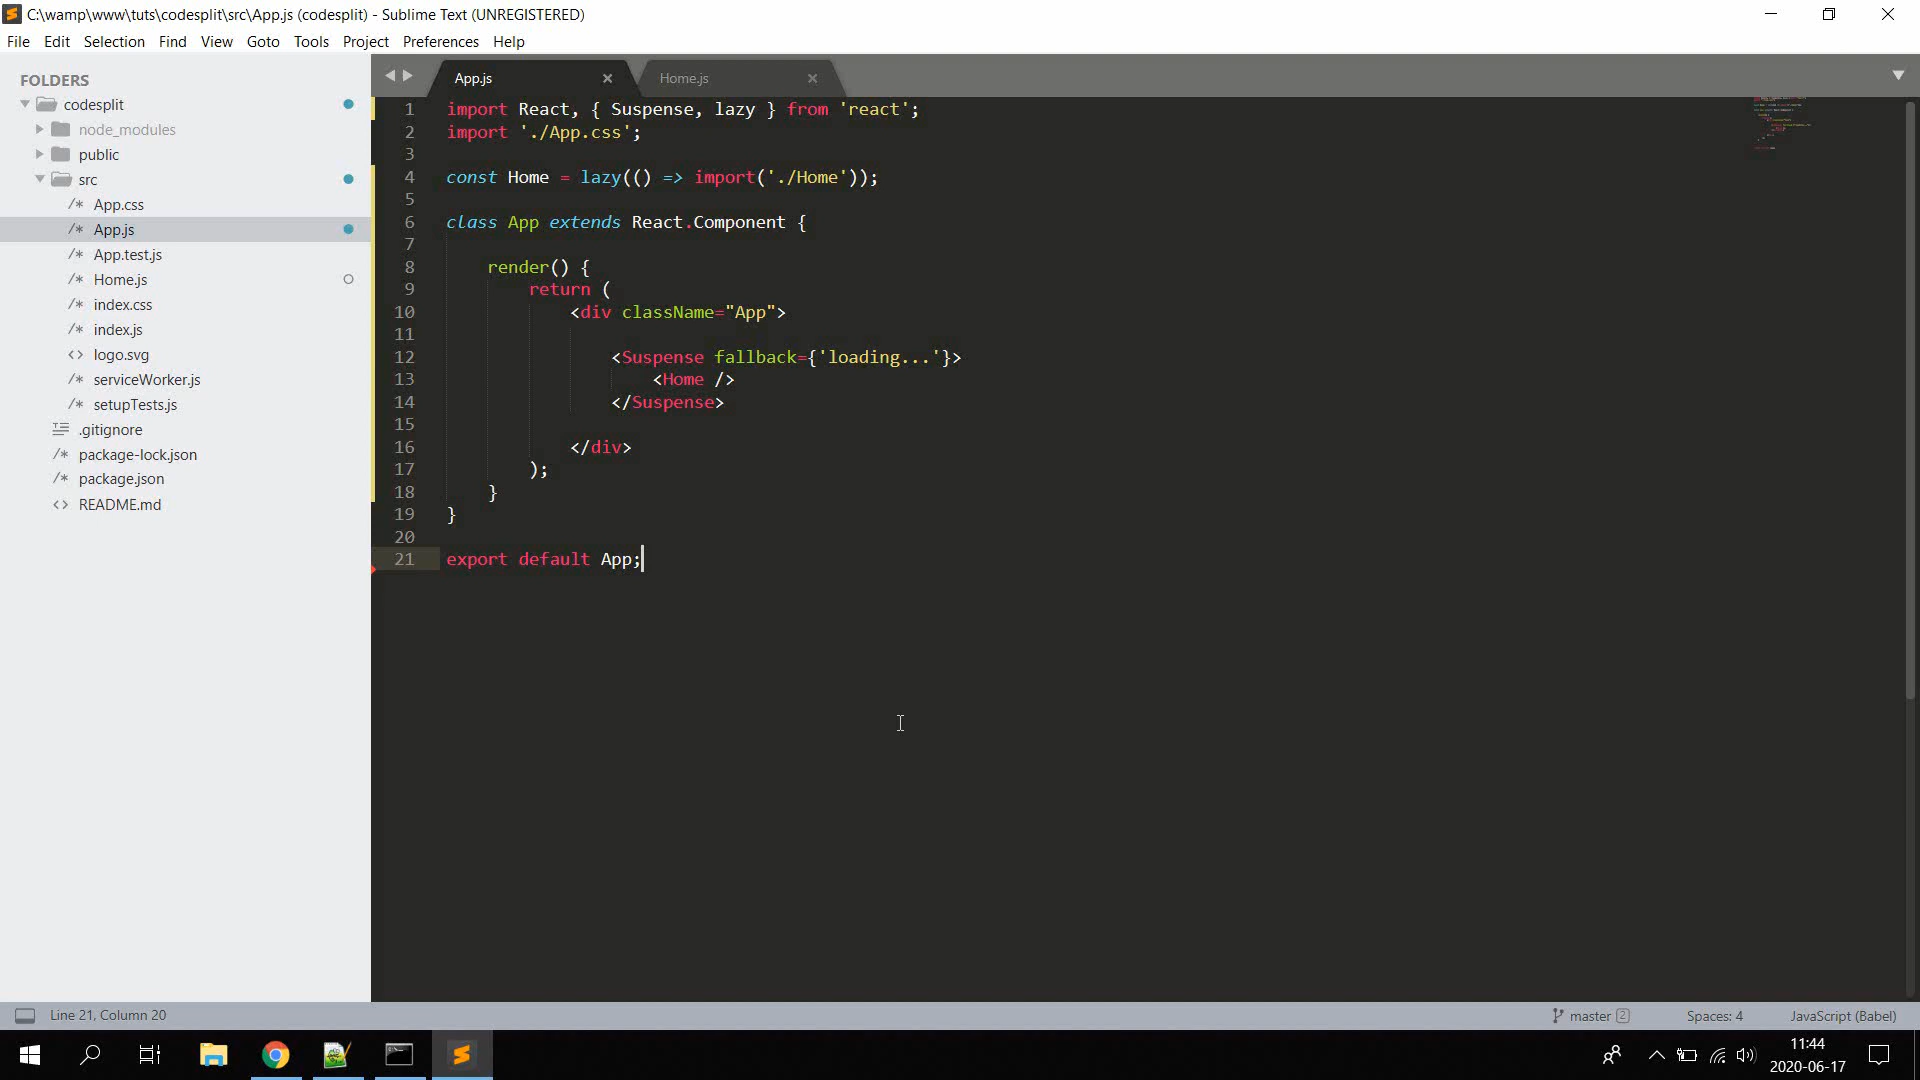 C:\wamp\www\tuts\codesplit\src\App.js (codesplit) - Sublime Text (UNREGISTERED)
File Edit Selection Find View Goto Tools Project Preferences Help
FOLDERS
codesplit
node_modules
public
src
/* App.css
/* App.js
/* App.test.js
/* Home.js
/* index.css
/* index.js
<> logo.svg
/* serviceWorker.js
/* setupTests.js
.gitignore
/* package-lock.json
/* package.json
<> README.md
App.js Home.js
1 import React, { Suspense, lazy } from 'react';
2 import './App.css';
3
4 const Home = lazy(() => import('./Home'));
5
6 class App extends React.Component {
7
8 render() {
9 return (
10 <div className="App">
11
12 <Suspense fallback={'loading...'}>
13 <Home />
14 </Suspense>
15
16 </div>
17 );
18 }
19 }
20
21 export default App;
Line 21, Column 20 master 2 Spaces: 4 JavaScript (Babel)
11:44
2020-06-17